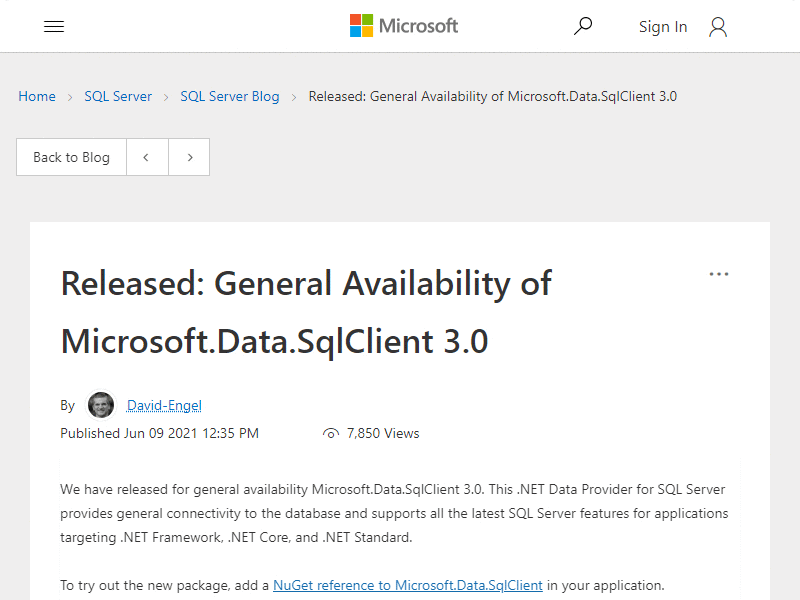 Microsoft
Sign In
Home > SQL Server > SQL Server Blog > Released: General Availability of Microsoft.Data.SqlClient 3.0
Back to Blog < >
Released: General Availability of
Microsoft.Data.SqlClient 3.0
By David-Engel
Published Jun 09 2021 12:35 PM 7,850 Views
We have released for general availability Microsoft.Data.SqlClient 3.0. This .NET Data Provider for SQL Server
provides general connectivity to the database and supports all the latest SQL Server features for applications
targeting .NET Framework, .NET Core, and .NET Standard.
To try out the new package, add a NuGet reference to Microsoft.Data.SqlClient in your application.